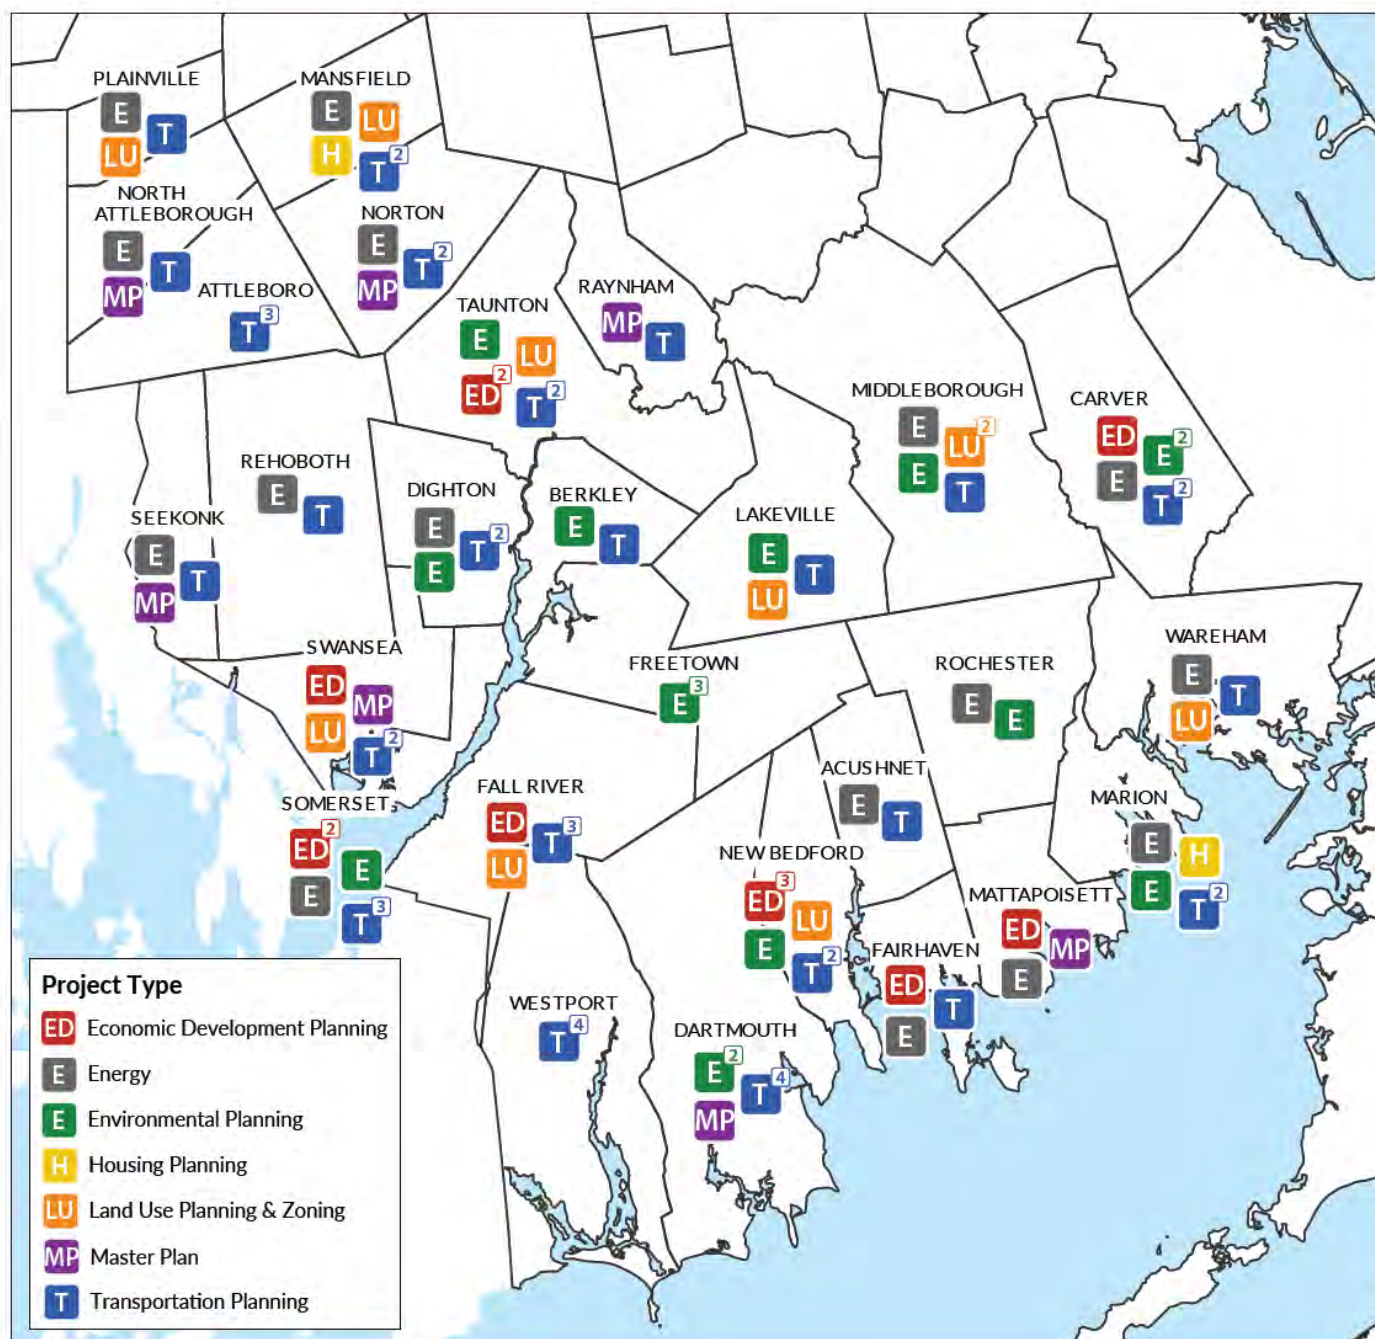 PLAINVILLE
E
T
LU
MANSFIELD
E
LU
H
T 2
NORTH
ATTLEBOROUGH
E
T
MP
NORTON
E
T 2
MP
ATTLEBORO
T 3
TAUNTON
E
LU
ED 2
T 2
RAYNHAM
MP
T
MIDDLEBOROUGH
E
LU 2
E
T
CARVER
ED
E 2
E
T 2
REHOBOTH
E
T
DIGHTON
E
T 2
E
BERKLEY
E
T
SEEKONK
E
T
MP
LAKEVILLE
E
T
LU
SWANSEA
ED
MP
LU
T 2
FREETOWN
E 3
ROCHESTER
E
E
WAREHAM
E
T
LU
SOMERSET
ED 2
E
E
T 3
FALL RIVER
ED
T 3
LU
ACUSHNET
E
T
MARION
E
H
E
T 2
NEW BEDFORD
ED 3
LU
E
T 2
MATTAPOISETT
ED
MP
E
FAIRHAVEN
ED
T
E
WESTPORT
T 4
DARTMOUTH
E 2
T 4
MP
Project Type
ED Economic Development Planning
E Energy
E Environmental Planning
H Housing Planning
LU Land Use Planning & Zoning
MP Master Plan
T Transportation Planning